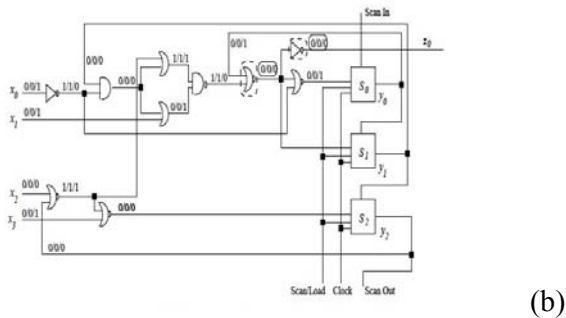 Scan In
0/0/1
0/0/0
z0
0/0/0
1/1/1
0/0/0
1/1/0
0/0/0
0/0/1
S0
x0 0/0/1
1/1/0
0/0/1
y0
x1 0/0/1
S1
y1
x2 0/0/0
1/1/1
S2
x3 0/0/1
0/0/0
y2
0/0/0
Scan/Load Clock Scan Out
(b)